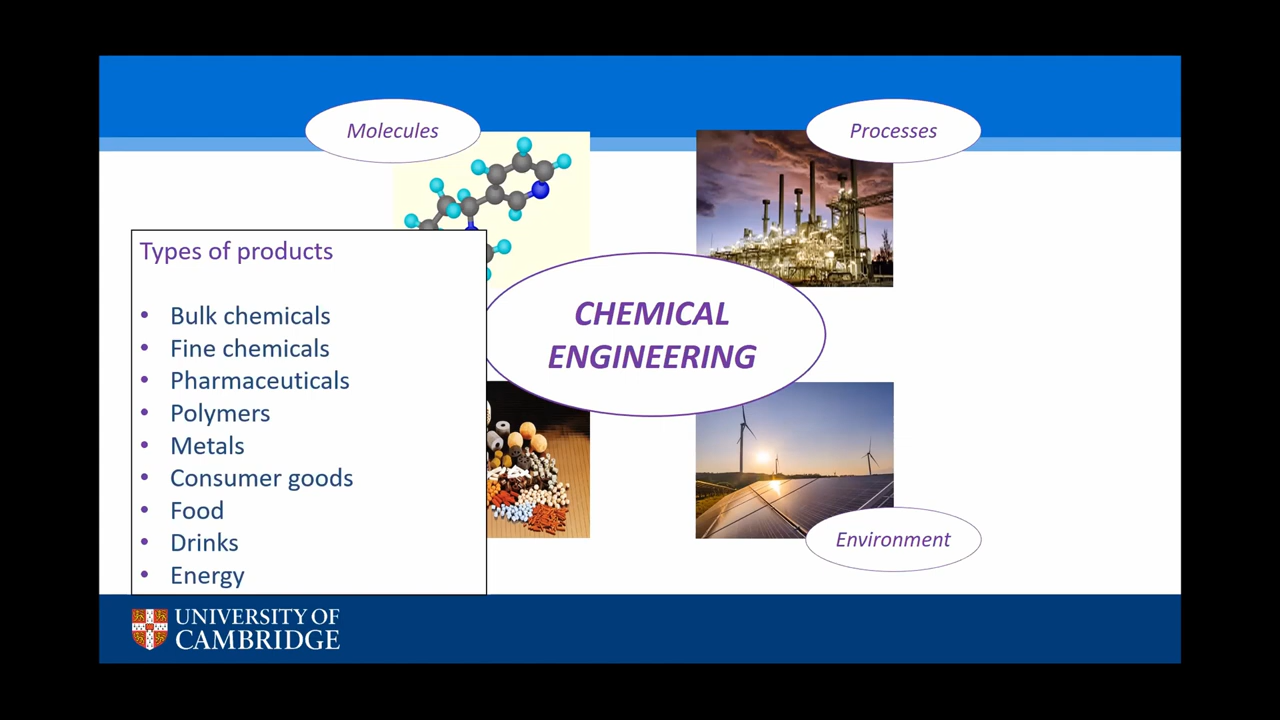 Molecules
Processes
Types of products
• Bulk chemicals
• Fine chemicals
• Pharmaceuticals
• Polymers
• Metals
• Consumer goods
• Food
• Drinks
• Energy
CHEMICAL
ENGINEERING
Environment
UNIVERSITY OF
CAMBRIDGE